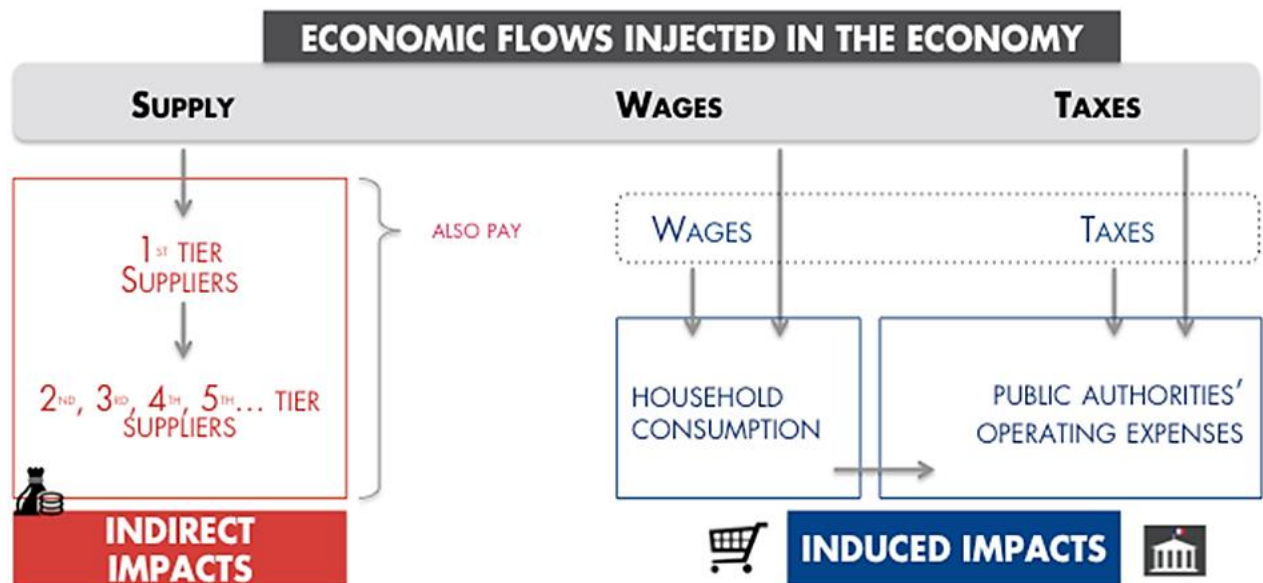 ECONOMIC FLOWS INJECTED IN THE ECONOMY
SUPPLY WAGES TAXES
1ST TIER
SUPPLIERS
2ND, 3RD, 4TH, 5TH... TIER
SUPPLIERS
ALSO PAY
WAGES TAXES
HOUSEHOLD
CONSUMPTION
PUBLIC AUTHORITIES'
OPERATING EXPENSES
INDIRECT
IMPACTS
INDUCED IMPACTS